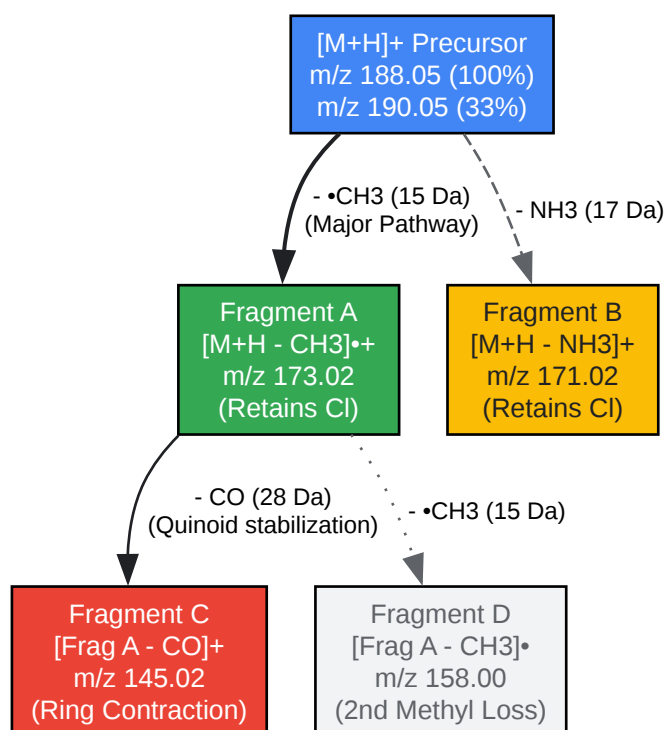 [M+H]+ Precursor
m/z 188.05 (100%)
m/z 190.05 (33%)
- •CH3 (15 Da)
(Major Pathway)
- NH3 (17 Da)
Fragment A
[M+H - CH3]•+
m/z 173.02
(Retains Cl)
Fragment B
[M+H - NH3]+
m/z 171.02
(Retains Cl)
- CO (28 Da)
(Quinoid stabilization)
- •CH3 (15 Da)
Fragment C
[Frag A - CO]+
m/z 145.02
(Ring Contraction)
Fragment D
[Frag A - CH3]•
m/z 158.00
(2nd Methyl Loss)